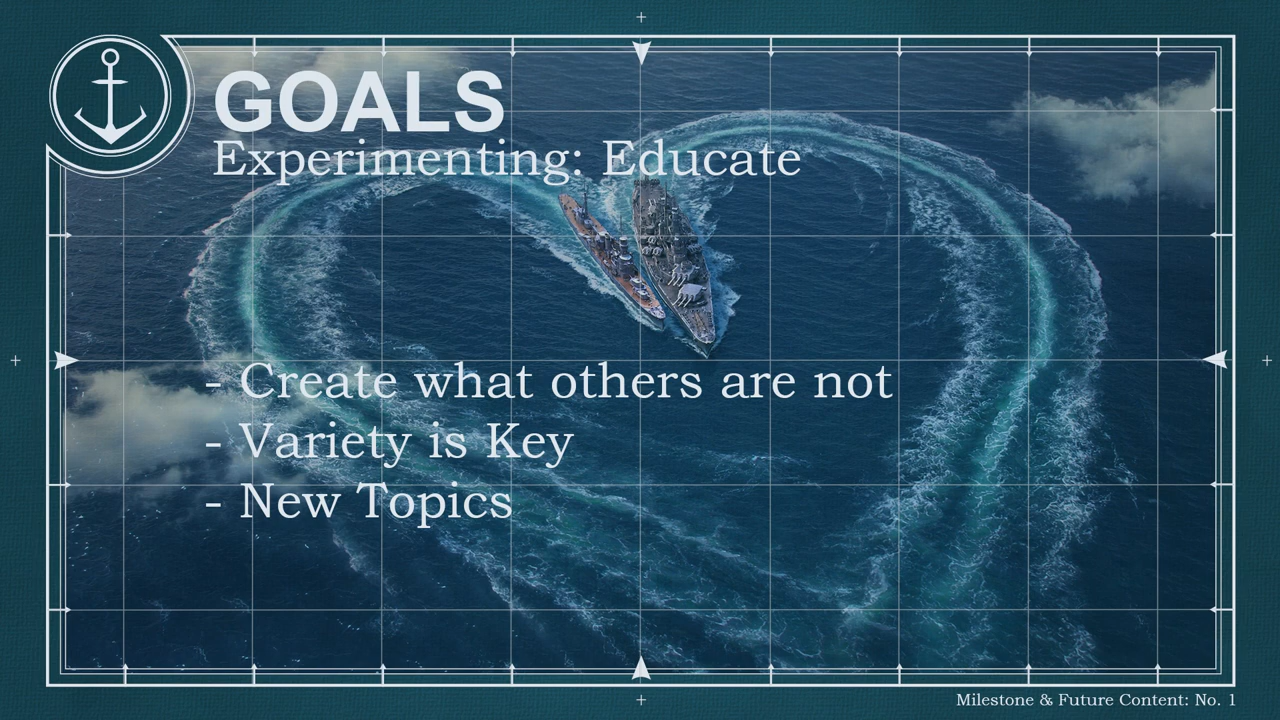 GOALS
Experimenting: Educate
- Create what others are not
- Variety is Key
- New Topics
Milestone & Future Content: No. 1